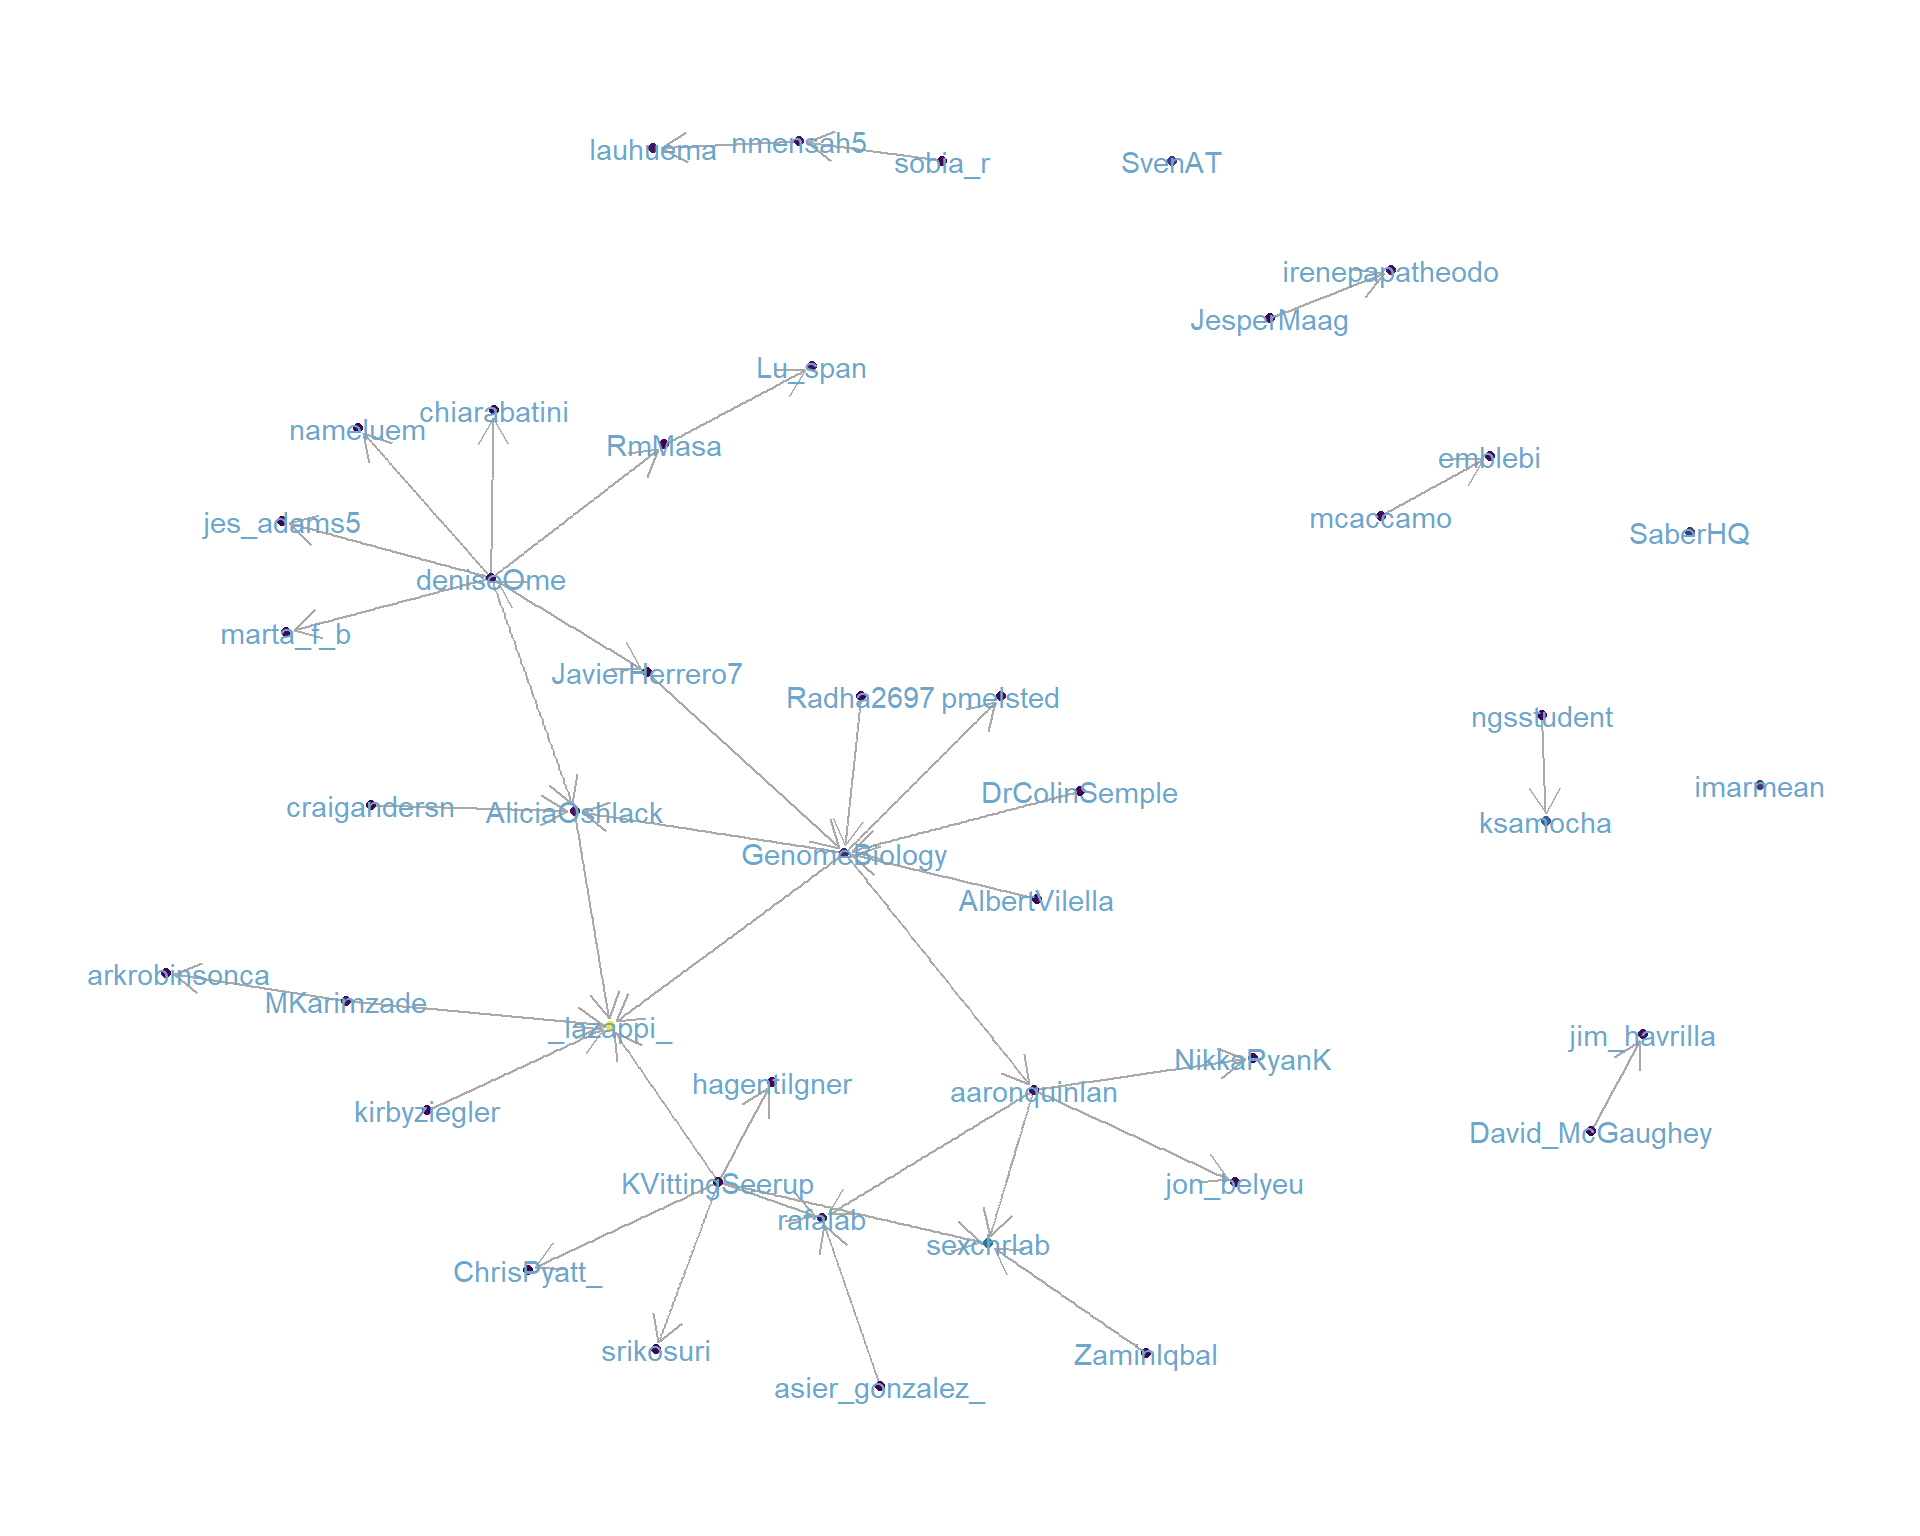 lauhuema
nmensah5
sobia_r
SvenAT
irenepapatheodo
JesperMaag
Lu_span
chiarabatini
nameluem
RmMasa
emblebi
mcaccamo
jes_adams5
SaberHQ
deniseOme
marta_f_b
JavierHerrero7
Radha2697
pmelsted
ngsstudent
DrColinSemple
imarmean
craigandersn
AliciaOshlack
ksamocha
GenomeBiology
AlbertVilella
arkrobinsonca
MKarimzade
_lazappi_
jim_havrilla
NikkaRyanK
hagentilgner
aaronquinlan
kirbyziegler
David_McGaughey
KVittingSeerup
jon_belyeu
rafalab
sexchrlab
ChrisPyatt_
srikosuri
ZaminIqbal
asier_gonzalez_